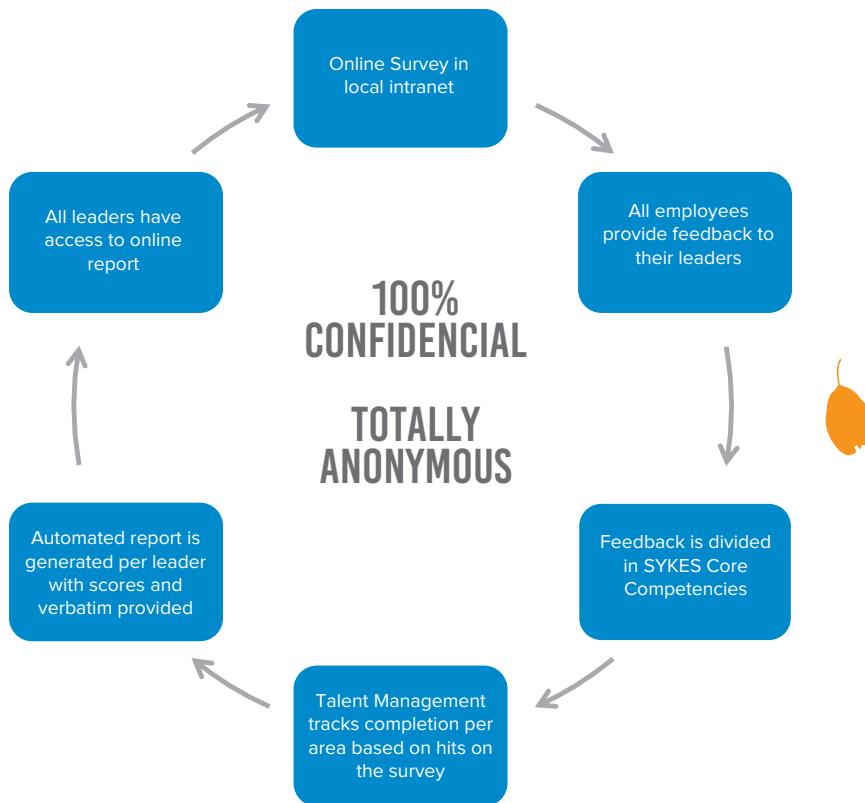 Online Survey in
local intranet
All employees
provide feedback to
their leaders
Feedback is divided
in SYKES Core
Competencies
Talent Management
tracks completion per
area based on hits on
the survey
Automated report is
generated per leader
with scores and
verbatim provided
All leaders have
access to online
report
100%
CONFIDENCIAL
TOTALLY
ANONYMOUS